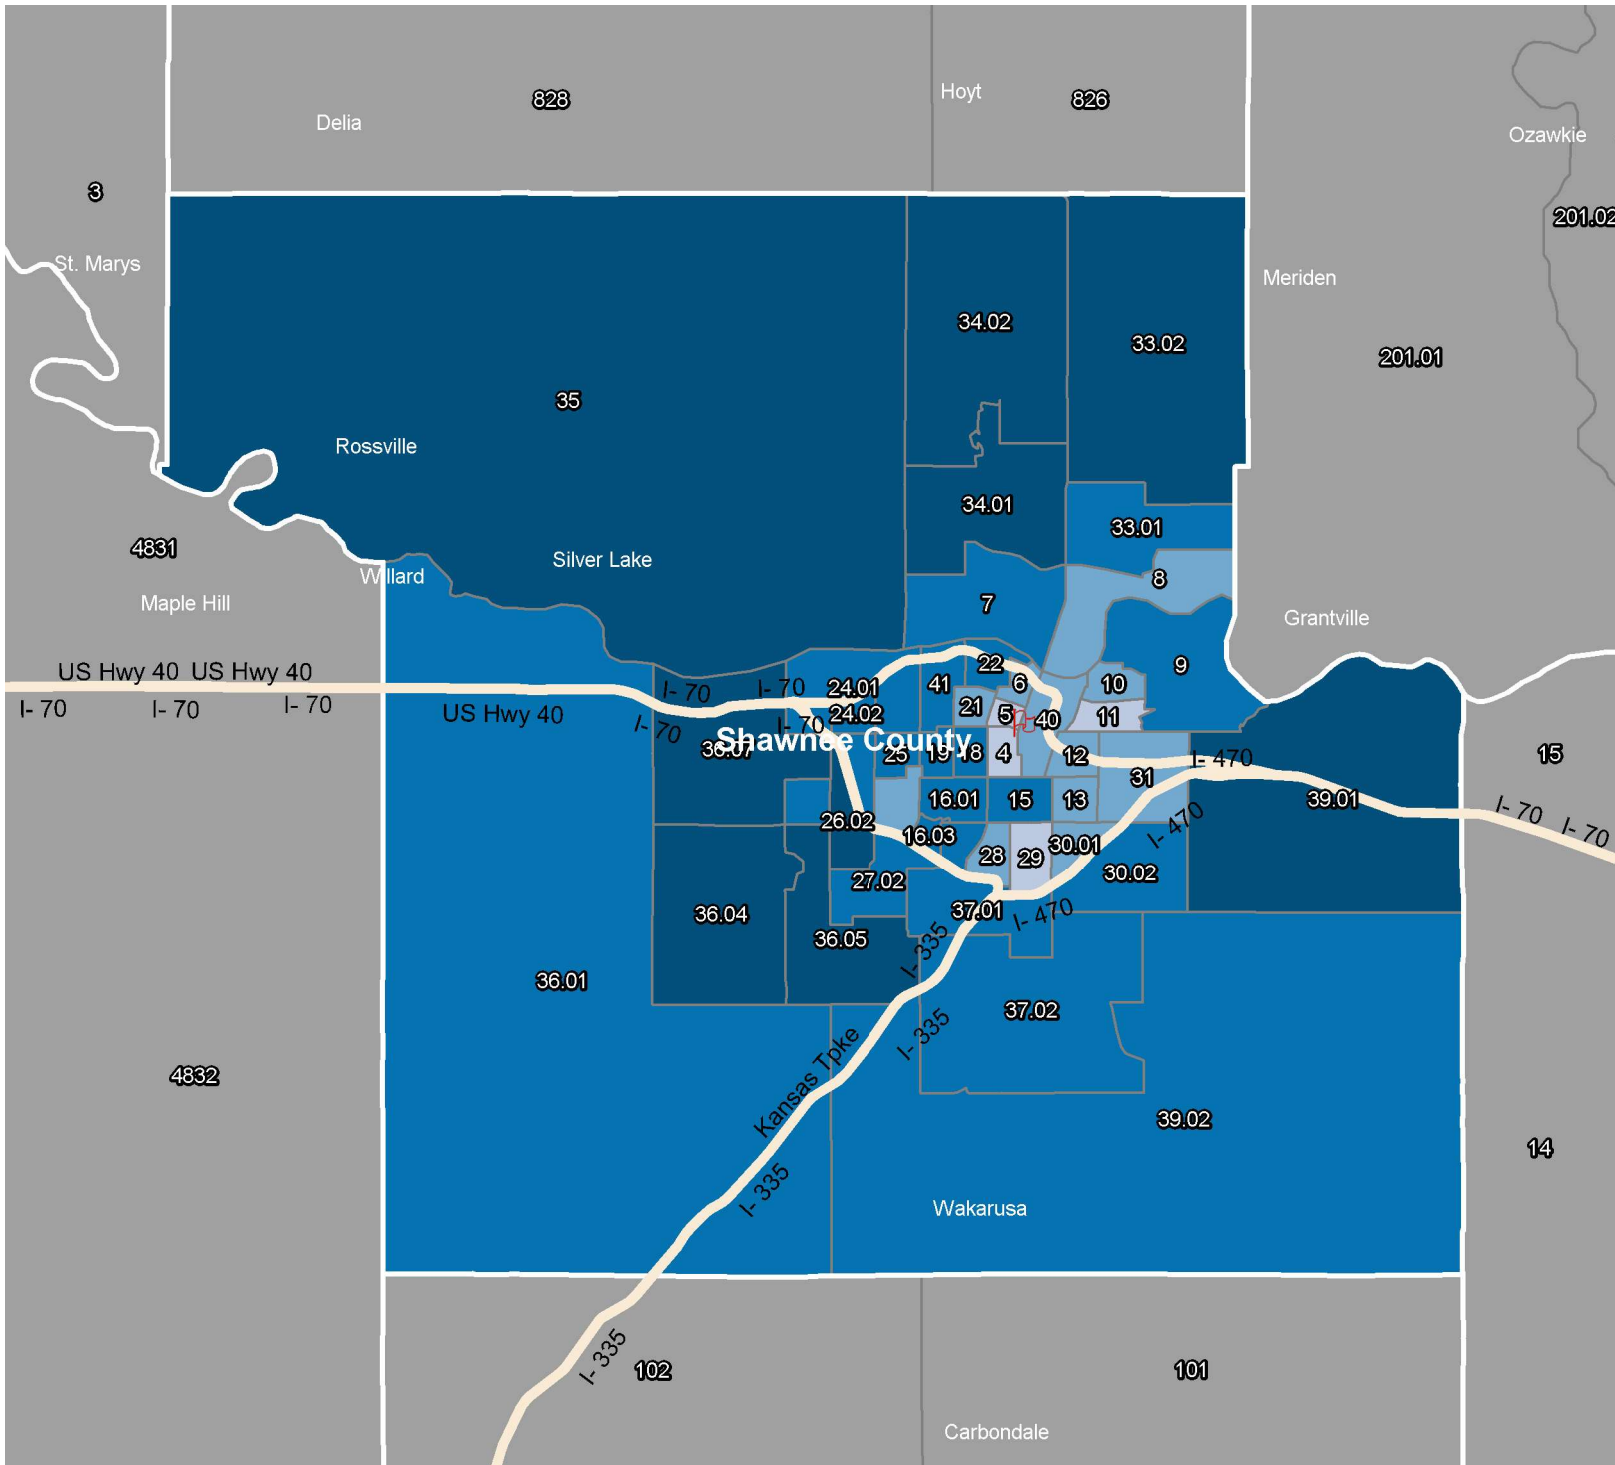 828
Hoyt
826
Delia
Ozawkie
3
201.02
St. Marys
Meriden
34.02
33.02
201.01
35
Rossville
34.01
33.01
4831
Silver Lake
Willard
8
Maple Hill
7
Grantville
US Hwy 40 US Hwy 40
22
9
I- 70
I- 70
I- 70
I- 70
I- 70
24.01
41
6
10
US Hwy 40
24.02
21
5
40
11
I- 70
I- 70
Shawnee County
36.07
25
19
18
4
12
I- 470
15
31
16.01
15
13
39.01
I- 70
I- 70
26.02
16.03
I- 470
28
29
30.01
30.02
27.02
36.04
37.01
I- 470
36.05
I- 335
36.01
37.02
I- 335
Kansas Tpke
4832
39.02
14
I- 335
Wakarusa
I- 335
102
101
Carbondale